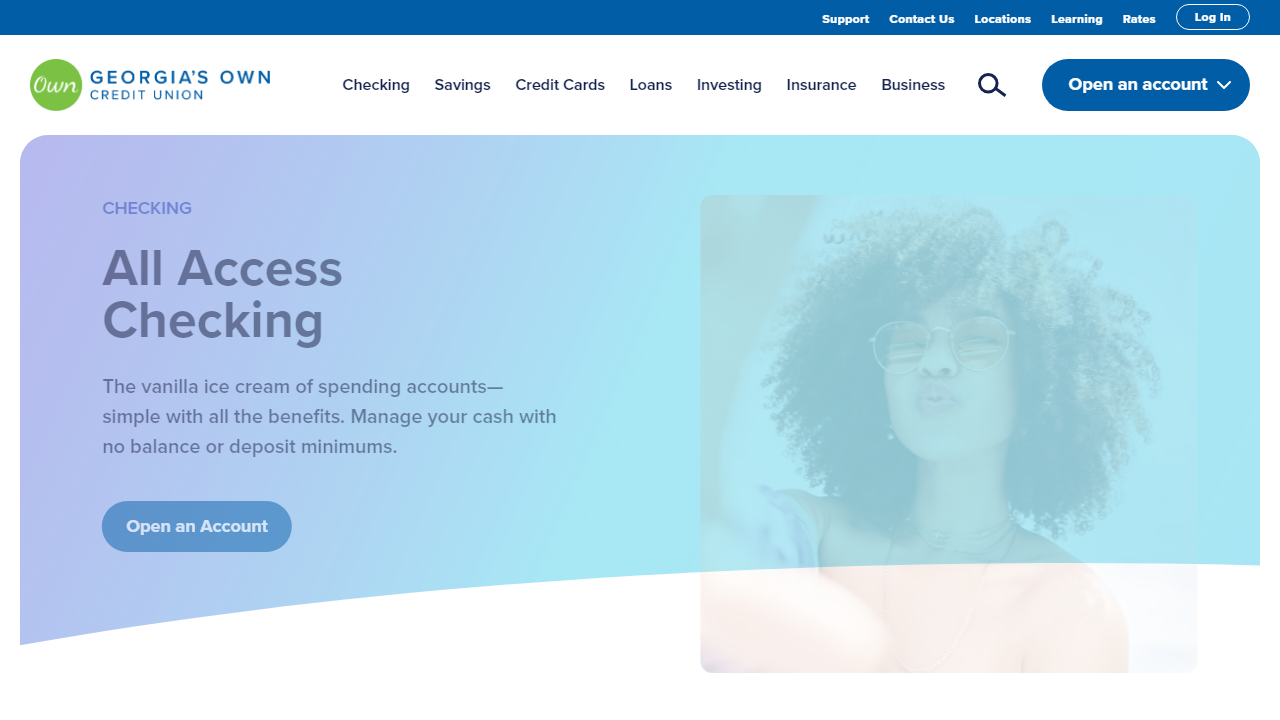 Support Contact Us Locations Learning Rates Log In
Own GEORGIA'S OWN
CREDIT UNION
Checking Savings Credit Cards Loans Investing Insurance Business
Open an account
CHECKING
All Access
Checking
The vanilla ice cream of spending accounts—
simple with all the benefits. Manage your cash with
no balance or deposit minimums.
Open an Account